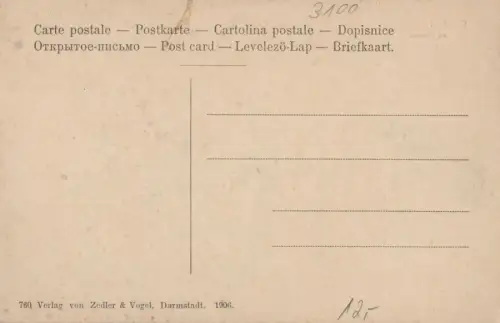 3100
Carte postale — Postkarte — Cartolina postale — Dopisnice
Открытое-письмо — Post card — Levelező-Lap — Briefkaart.
769 Verlag von Zedler & Vogel, Darmstadt. 1906.
12,-